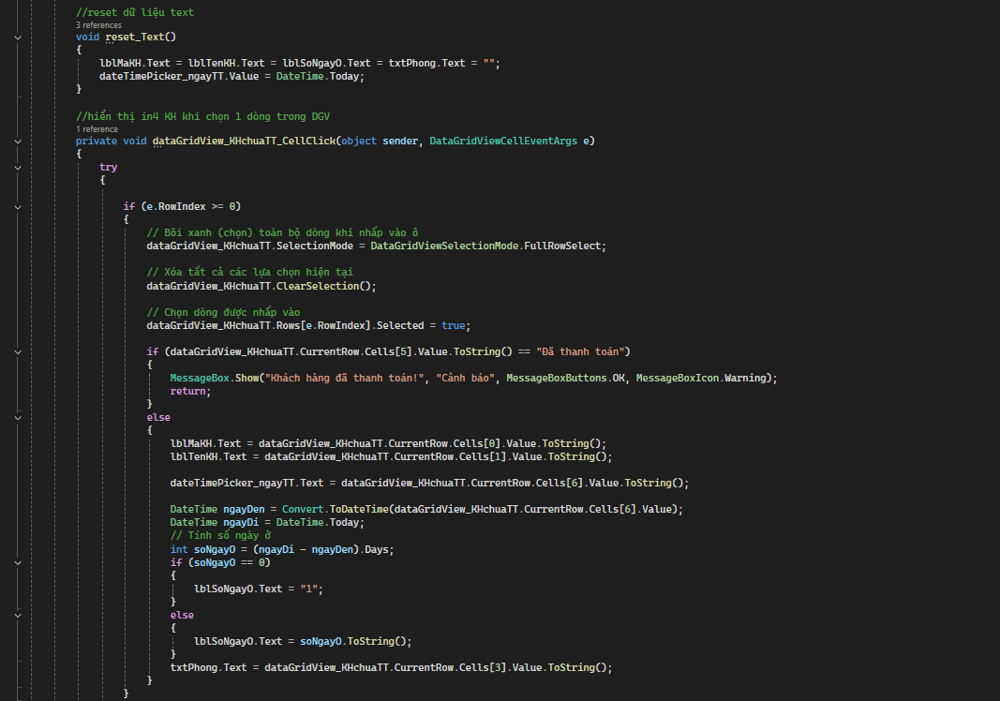 //reset dữ liệu text
3 references
void reset_Text()
{
lblMaKH.Text = lblTenKH.Text = lblSoNgayO.Text = txtPhong.Text = "";
dateTimePicker_ngayTT.Value = DateTime.Today;
}
//hiển thị in4 KH khi chọn 1 dòng trong DGV
1 reference
private void dataGridView_KHchuaTT_CellClick(object sender, DataGridViewCellEventArgs e)
{
try
{
if (e.RowIndex >= 0)
{
// Bôi xanh (chọn) toàn bộ dòng khi nhấp vào ô
dataGridView_KHchuaTT.SelectionMode = DataGridViewSelectionMode.FullRowSelect;
// Xóa tất cả các lựa chọn hiện tại
dataGridView_KHchuaTT.ClearSelection();
// Chọn dòng được nhấp vào
dataGridView_KHchuaTT.Rows[e.RowIndex].Selected = true;
if (dataGridView_KHchuaTT.CurrentRow.Cells[5].Value.ToString() == "Đã thanh toán")
{
MessageBox.Show("Khách hàng đã thanh toán!", "Cảnh báo", MessageBoxButtons.OK, MessageBoxIcon.Warning);
return;
}
else
{
lblMaKH.Text = dataGridView_KHchuaTT.CurrentRow.Cells[0].Value.ToString();
lblTenKH.Text = dataGridView_KHchuaTT.CurrentRow.Cells[1].Value.ToString();
dateTimePicker_ngayTT.Text = dataGridView_KHchuaTT.CurrentRow.Cells[6].Value.ToString();
DateTime ngayDen = Convert.ToDateTime(dataGridView_KHchuaTT.CurrentRow.Cells[6].Value);
DateTime ngayDi = DateTime.Today;
// Tính số ngày ở
int soNgayO = (ngayDi - ngayDen).Days;
if (soNgayO == 0)
{
lblSoNgayO.Text = "1";
}
else
{
lblSoNgayO.Text = soNgayO.ToString();
}
txtPhong.Text = dataGridView_KHchuaTT.CurrentRow.Cells[3].Value.ToString();
}
}